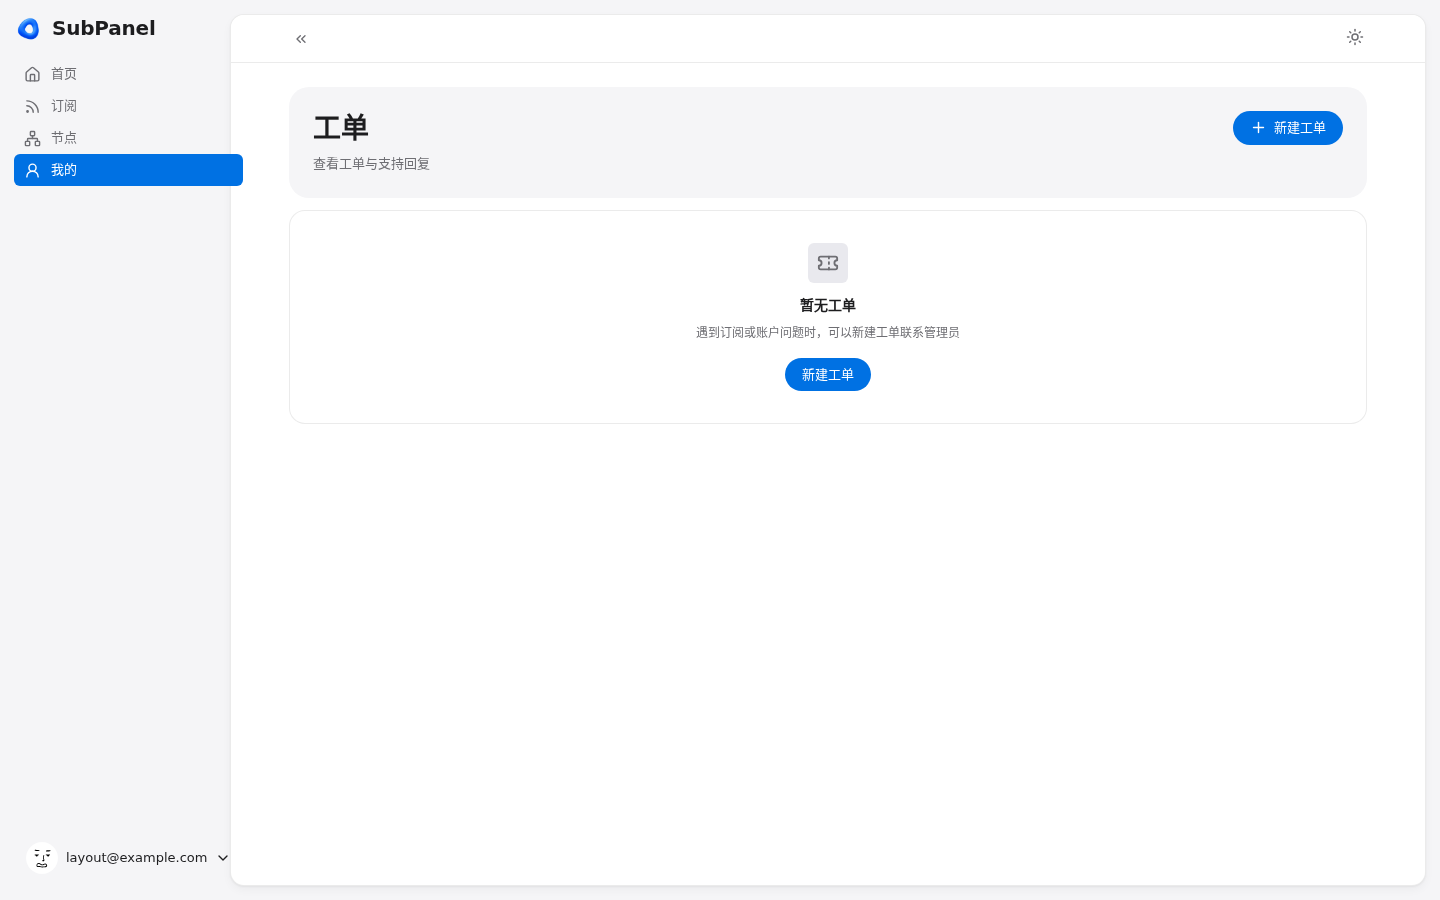 SubPanel
首页
订阅
节点
我的
layout@example.com
工单
查看工单与支持回复
新建工单
暂无工单
遇到订阅或账户问题时，可以新建工单联系管理员
新建工单